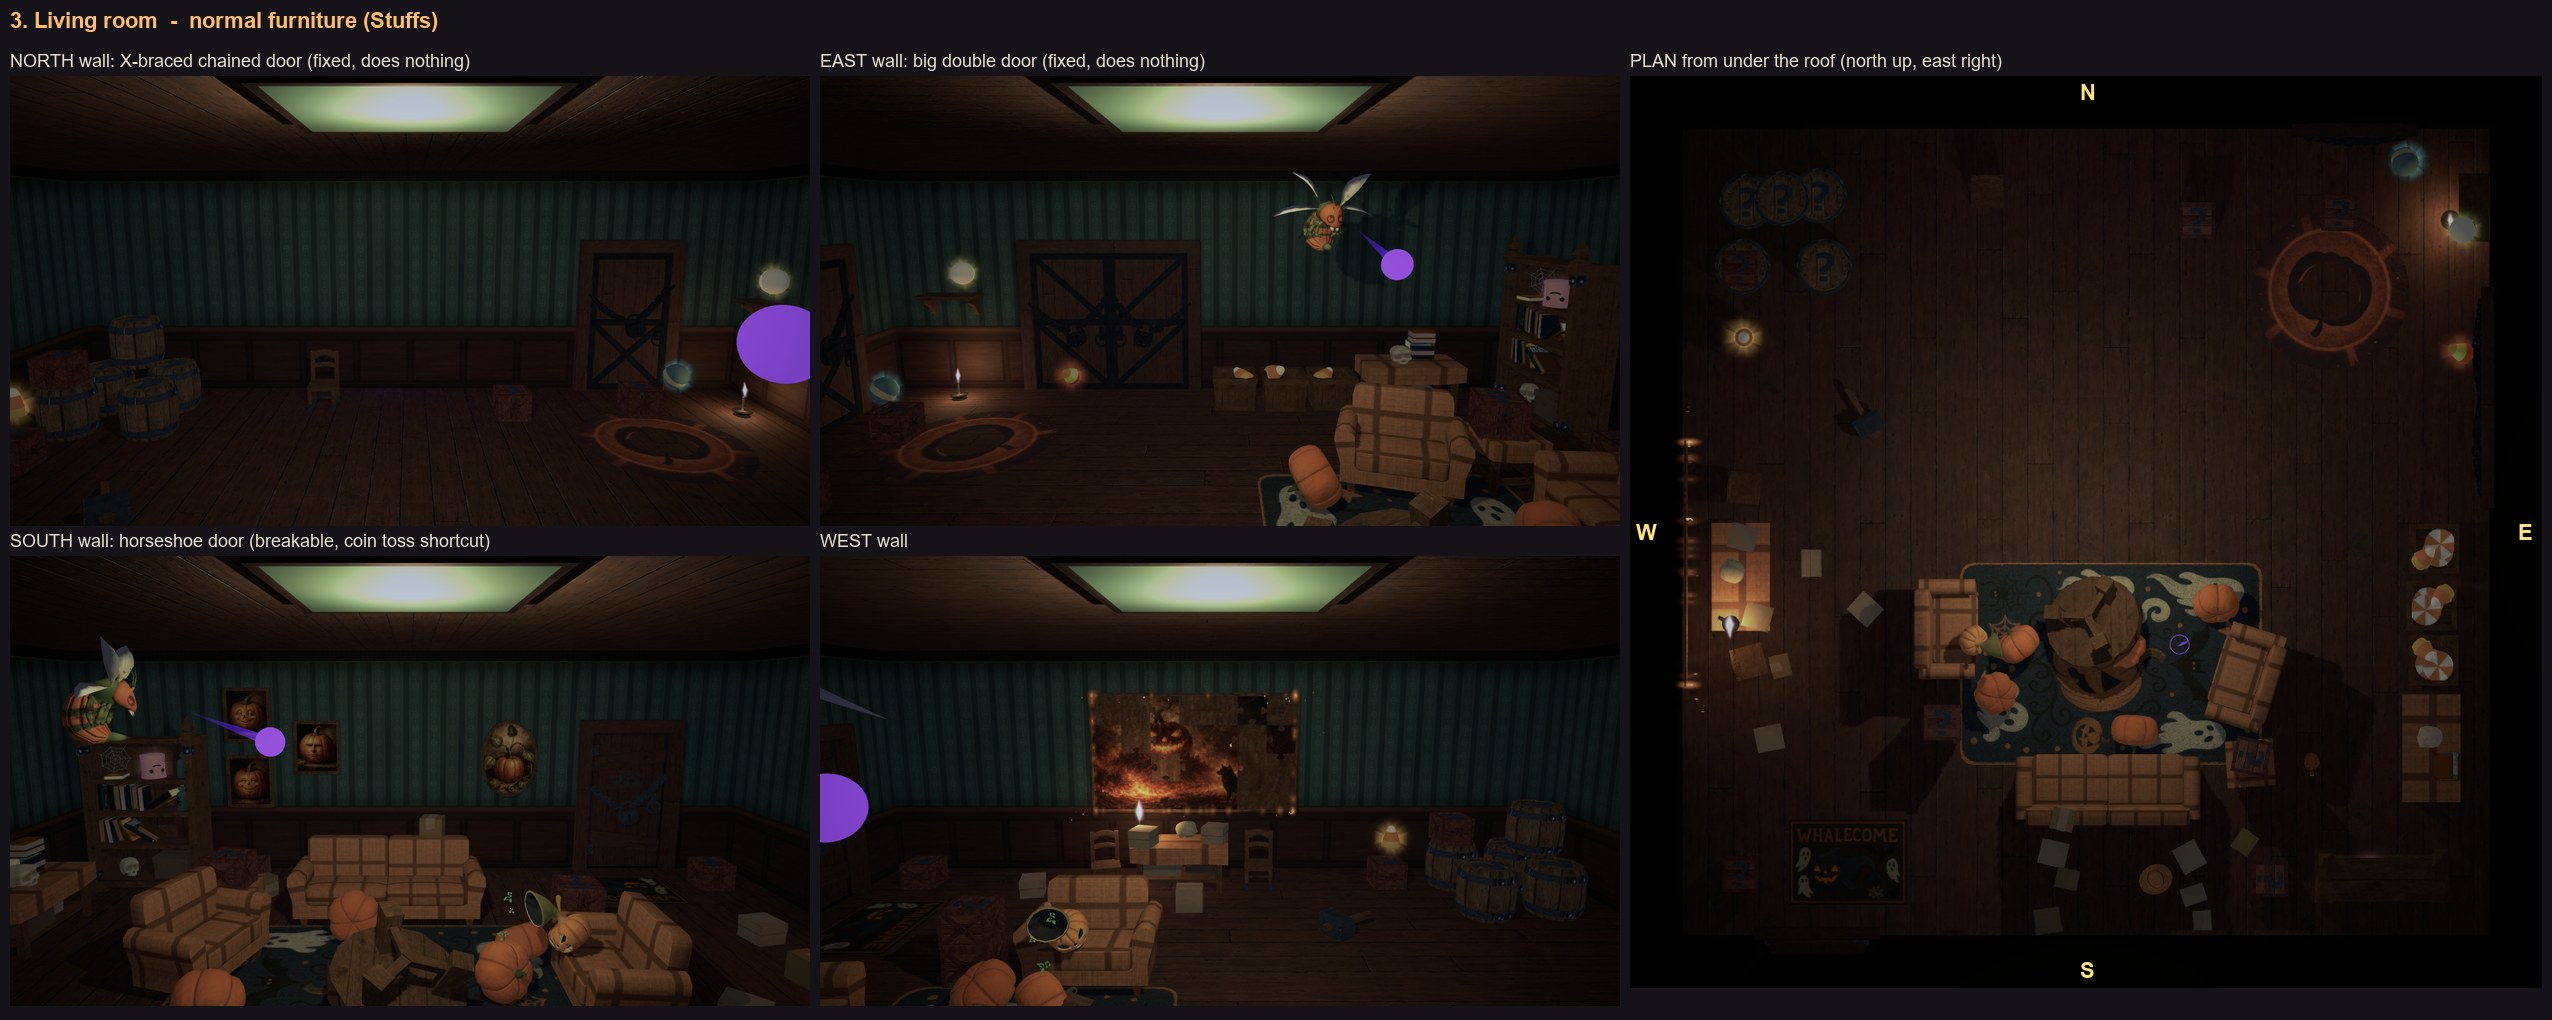 3. Living room  -  normal furniture (Stuffs)
NORTH wall: X-braced chained door (fixed, does nothing)
EAST wall: big double door (fixed, does nothing)
PLAN from under the roof (north up, east right)
N
?
?
?
?
W
E
SOUTH wall: horseshoe door (breakable, coin toss shortcut)
WEST wall
WHALECOME
S